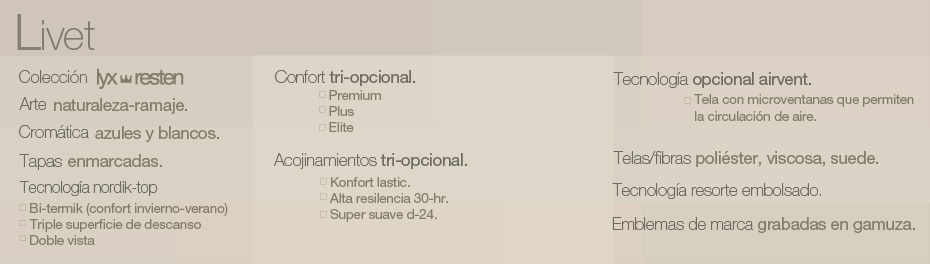 Livet
Colección lyx resten
Arte naturaleza-ramaje.
Cromática azules y blancos.
Tapas enmarcadas.
Tecnología nordik-top
Bi-termik (confort invierno-verano)
Triple superficie de descanso
Doble vista
Confort tri-opcional.
Premium
Plus
Elite
Acojinamientos tri-opcional.
Konfort lastic.
Alta resilencia 30-hr.
Super suave d-24.
Tecnología opcional airvent.
Tela con microventanas que permiten
la circulación de aire.
Telas/fibras poliéster, viscosa, suede.
Tecnología resorte embolsado.
Emblemas de marca grabadas en gamuza.